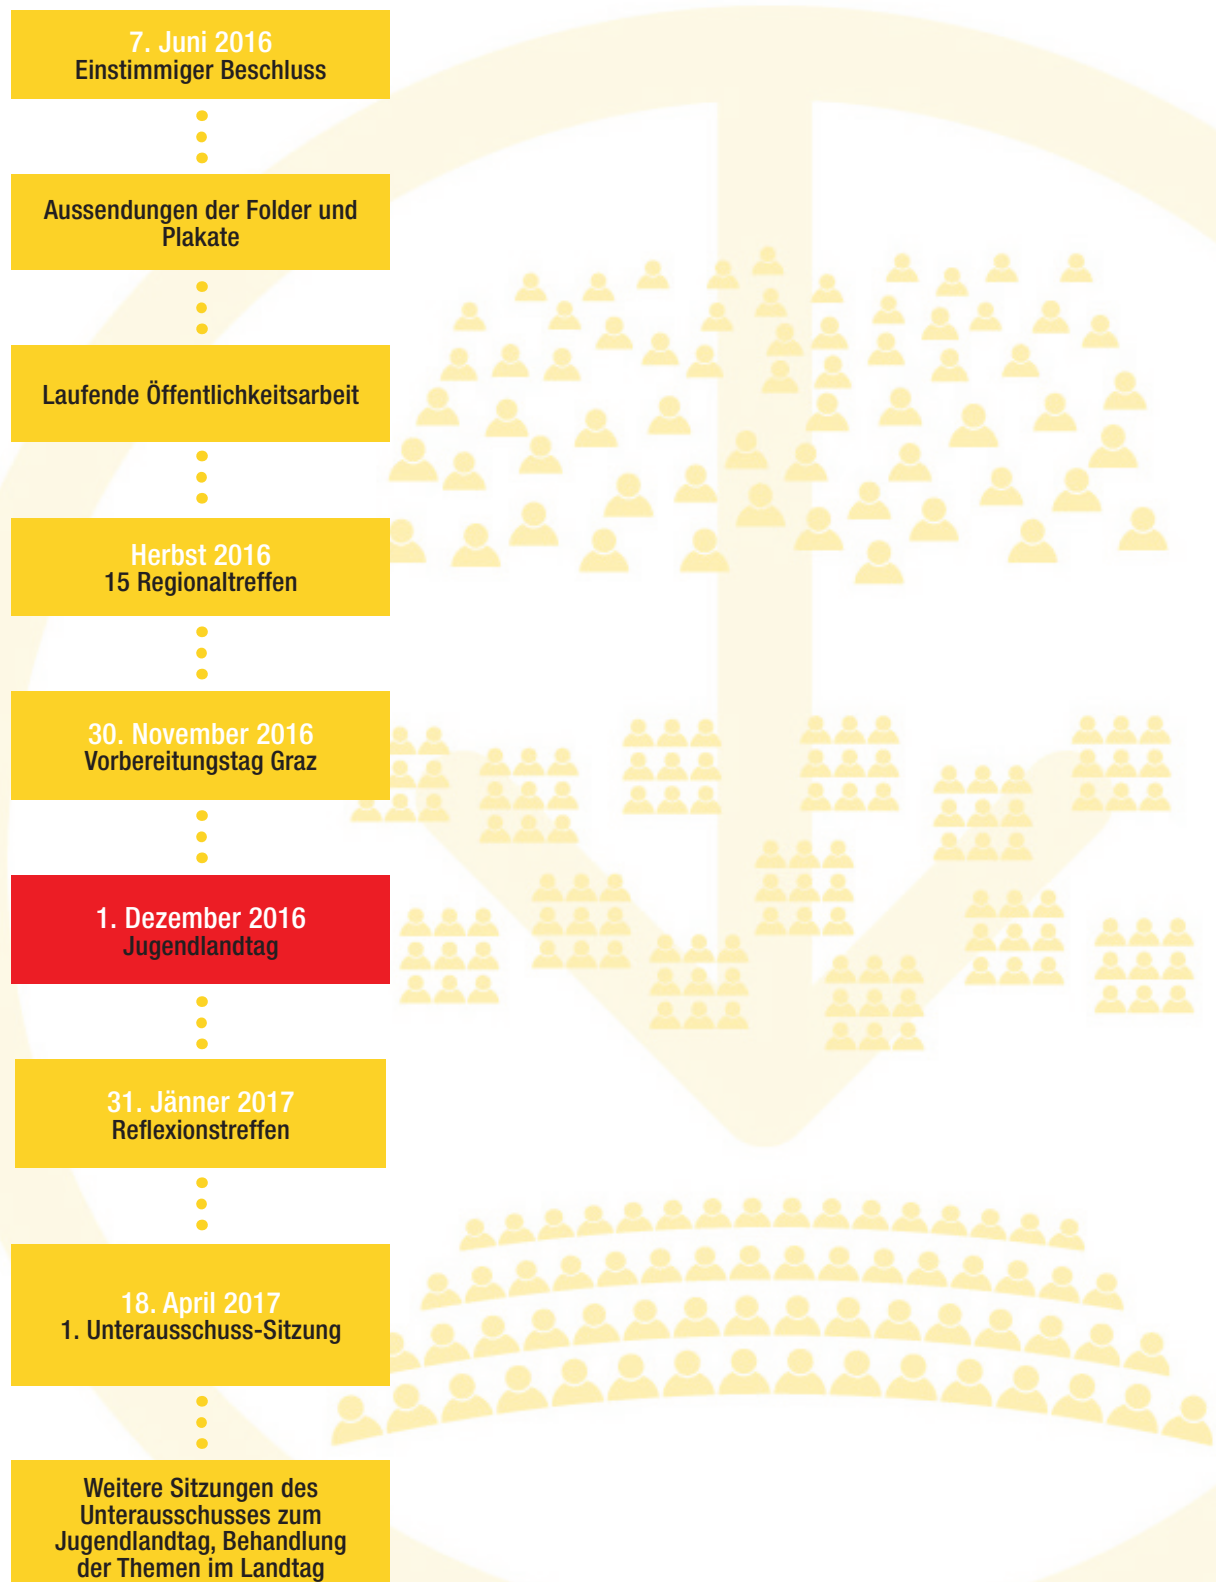 7. Juni 2016
Einstimmiger Beschluss
Aussendungen der Folder und
Plakate
Laufende Öffentlichkeitsarbeit
Herbst 2016
15 Regionaltreffen
30. November 2016
Vorbereitungstag Graz
1. Dezember 2016
Jugendlandtag
31. Jänner 2017
Reflexionstreffen
18. April 2017
1. Unterausschuss-Sitzung
Weitere Sitzungen des
Unterausschusses zum
Jugendlandtag, Behandlung
der Themen im Landtag